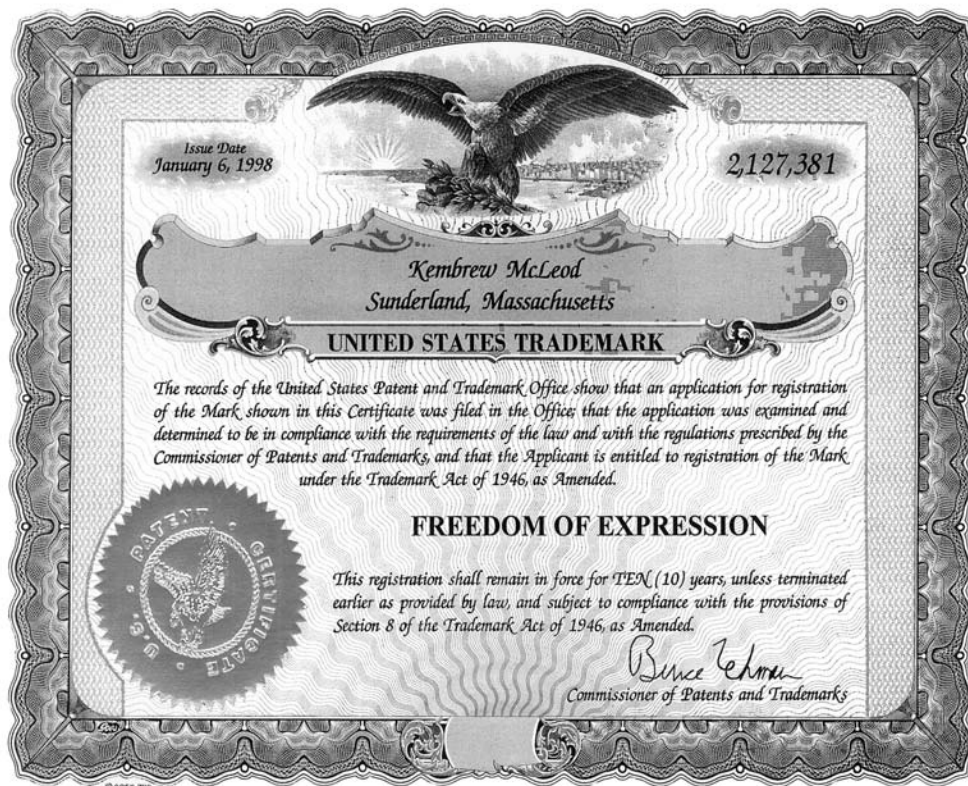 Issue Date
January 6, 1998
2,127,381
Kembrew McLeod
Sunderland, Massachusetts
UNITED STATES TRADEMARK
The records of the United States Patent and Trademark Office show that an application for registration
of the Mark shown in this Certificate was filed in the Office; that the application was examined and
determined to be in compliance with the requirements of the law and with the regulations prescribed by the
Commissioner of Patents and Trademarks, and that the Applicant is entitled to registration of the Mark
under the Trademark Act of 1946, as Amended.
FREEDOM OF EXPRESSION
This registration shall remain in force for TEN (10) years, unless terminated
earlier as provided by law, and subject to compliance with the provisions of
Section 8 of the Trademark Act of 1946, as Amended.
Bruce Lehman
Commissioner of Patents and Trademarks
U.S. PATENT CERTIFICATE